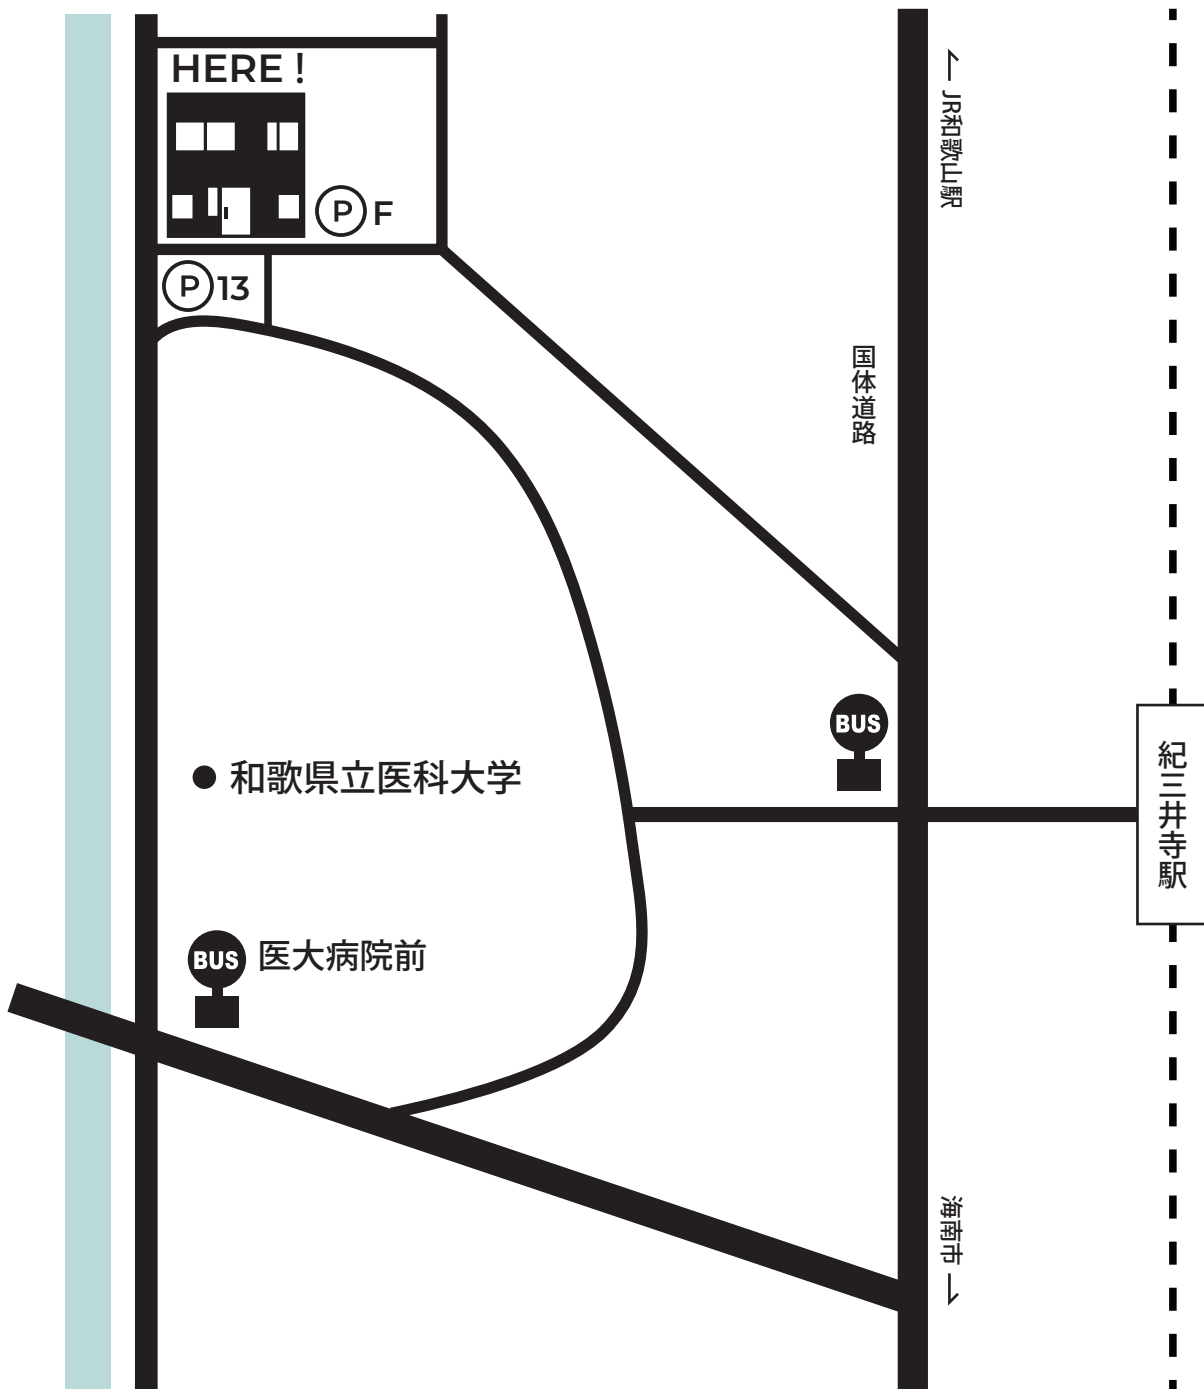 HERE !
P F
P 13
← JR和歌山駅
国体道路
BUS
紀三井寺駅
和歌県立医科大学
BUS
医大病院前
海南市 →